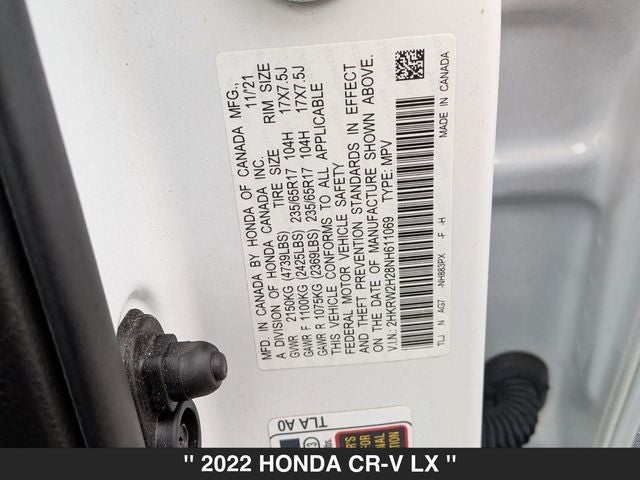 MFD. IN CANADA BY HONDA OF CANADA MFG.,
A DIVISION OF HONDA CANADA INC. 11/21
TIRE SIZE RIM SIZE
GVWR 2150KG (4739LBS)
GAWR F 1100KG (2425LBS) 235/65R17 104H 17X7.5J
GAWR R 1075KG (2369LBS) 235/65R17 104H 17X7.5J
THIS VEHICLE CONFORMS TO ALL APPLICABLE
FEDERAL MOTOR VEHICLE SAFETY
AND THEFT PREVENTION STANDARDS IN EFFECT
ON THE DATE OF MANUFACTURE SHOWN ABOVE.
V.I.N.: 2HKRW2H28NH611069 TYPE: MPV
TLJ N AG7 -NH883PX -F -H MADE IN CANADA
TLA A0
FOR
" 2022 HONDA CR-V LX "